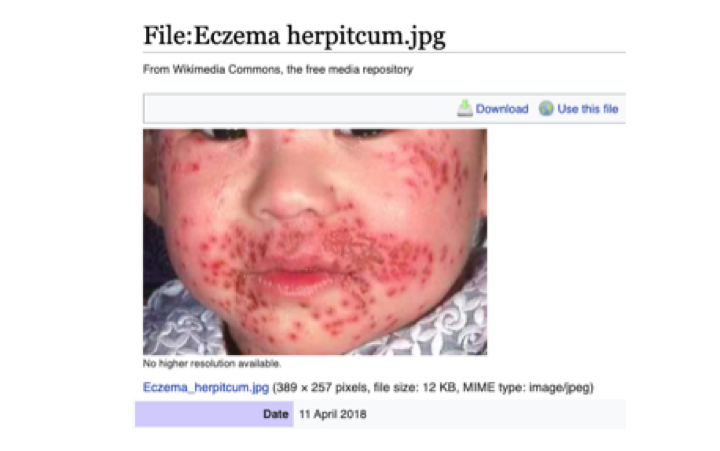 File:Eczema herpitcum.jpg
From Wikimedia Commons, the free media repository
Download Use this file
No higher resolution available.
Eczema_herpitcum.jpg (389 × 257 pixels, file size: 12 KB, MIME type: image/jpeg)
Date 11 April 2018